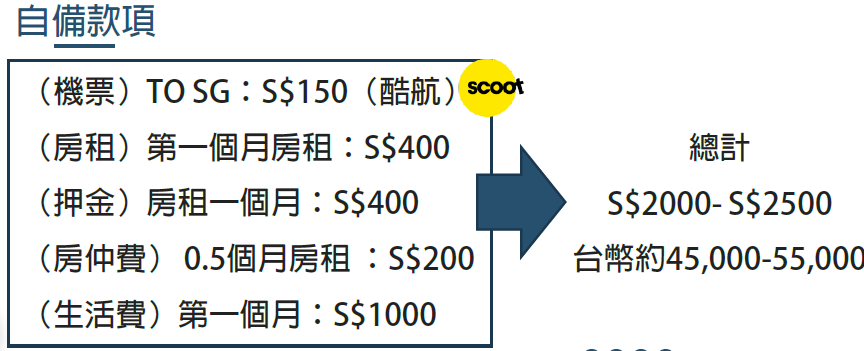 自備款項
（機票）TO SG：S$150（酷航）
scoot
（房租）第一個月房租：S$400
（押金）房租一個月：S$400
（房仲費） 0.5個月房租 ：S$200
（生活費）第一個月：S$1000
總計
S$2000- S$2500
台幣約45,000-55,000